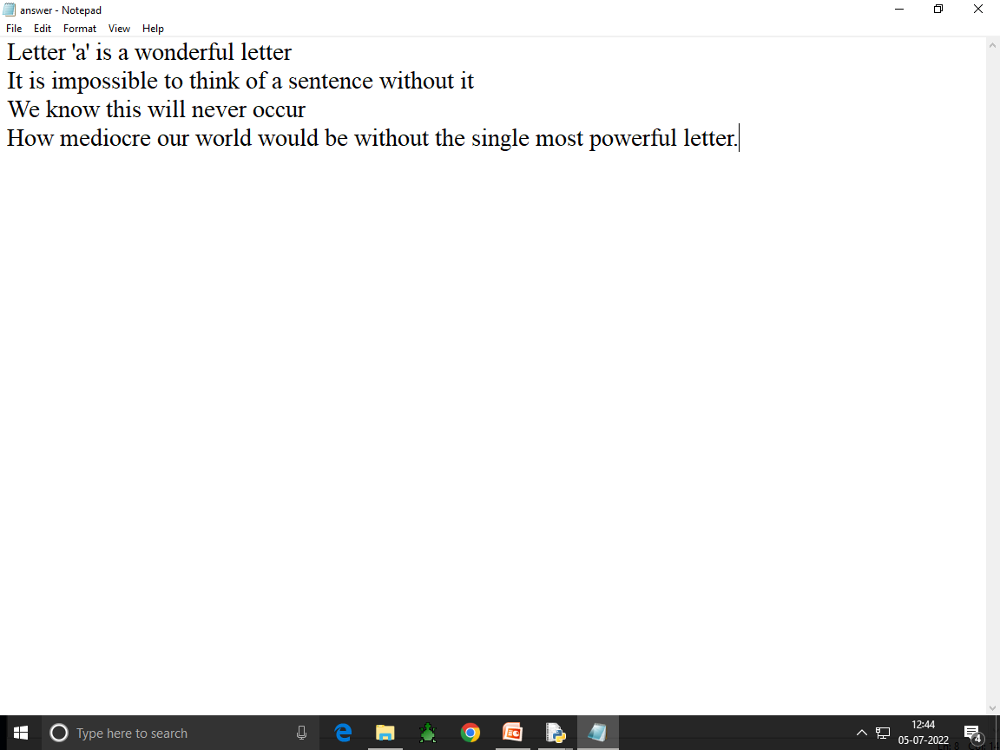 answer - Notepad
File Edit Format View Help
Letter 'a' is a wonderful letter
It is impossible to think of a sentence without it
We know this will never occur
How mediocre our world would be without the single most powerful letter.
Type here to search
12:44
05-07-2022
4